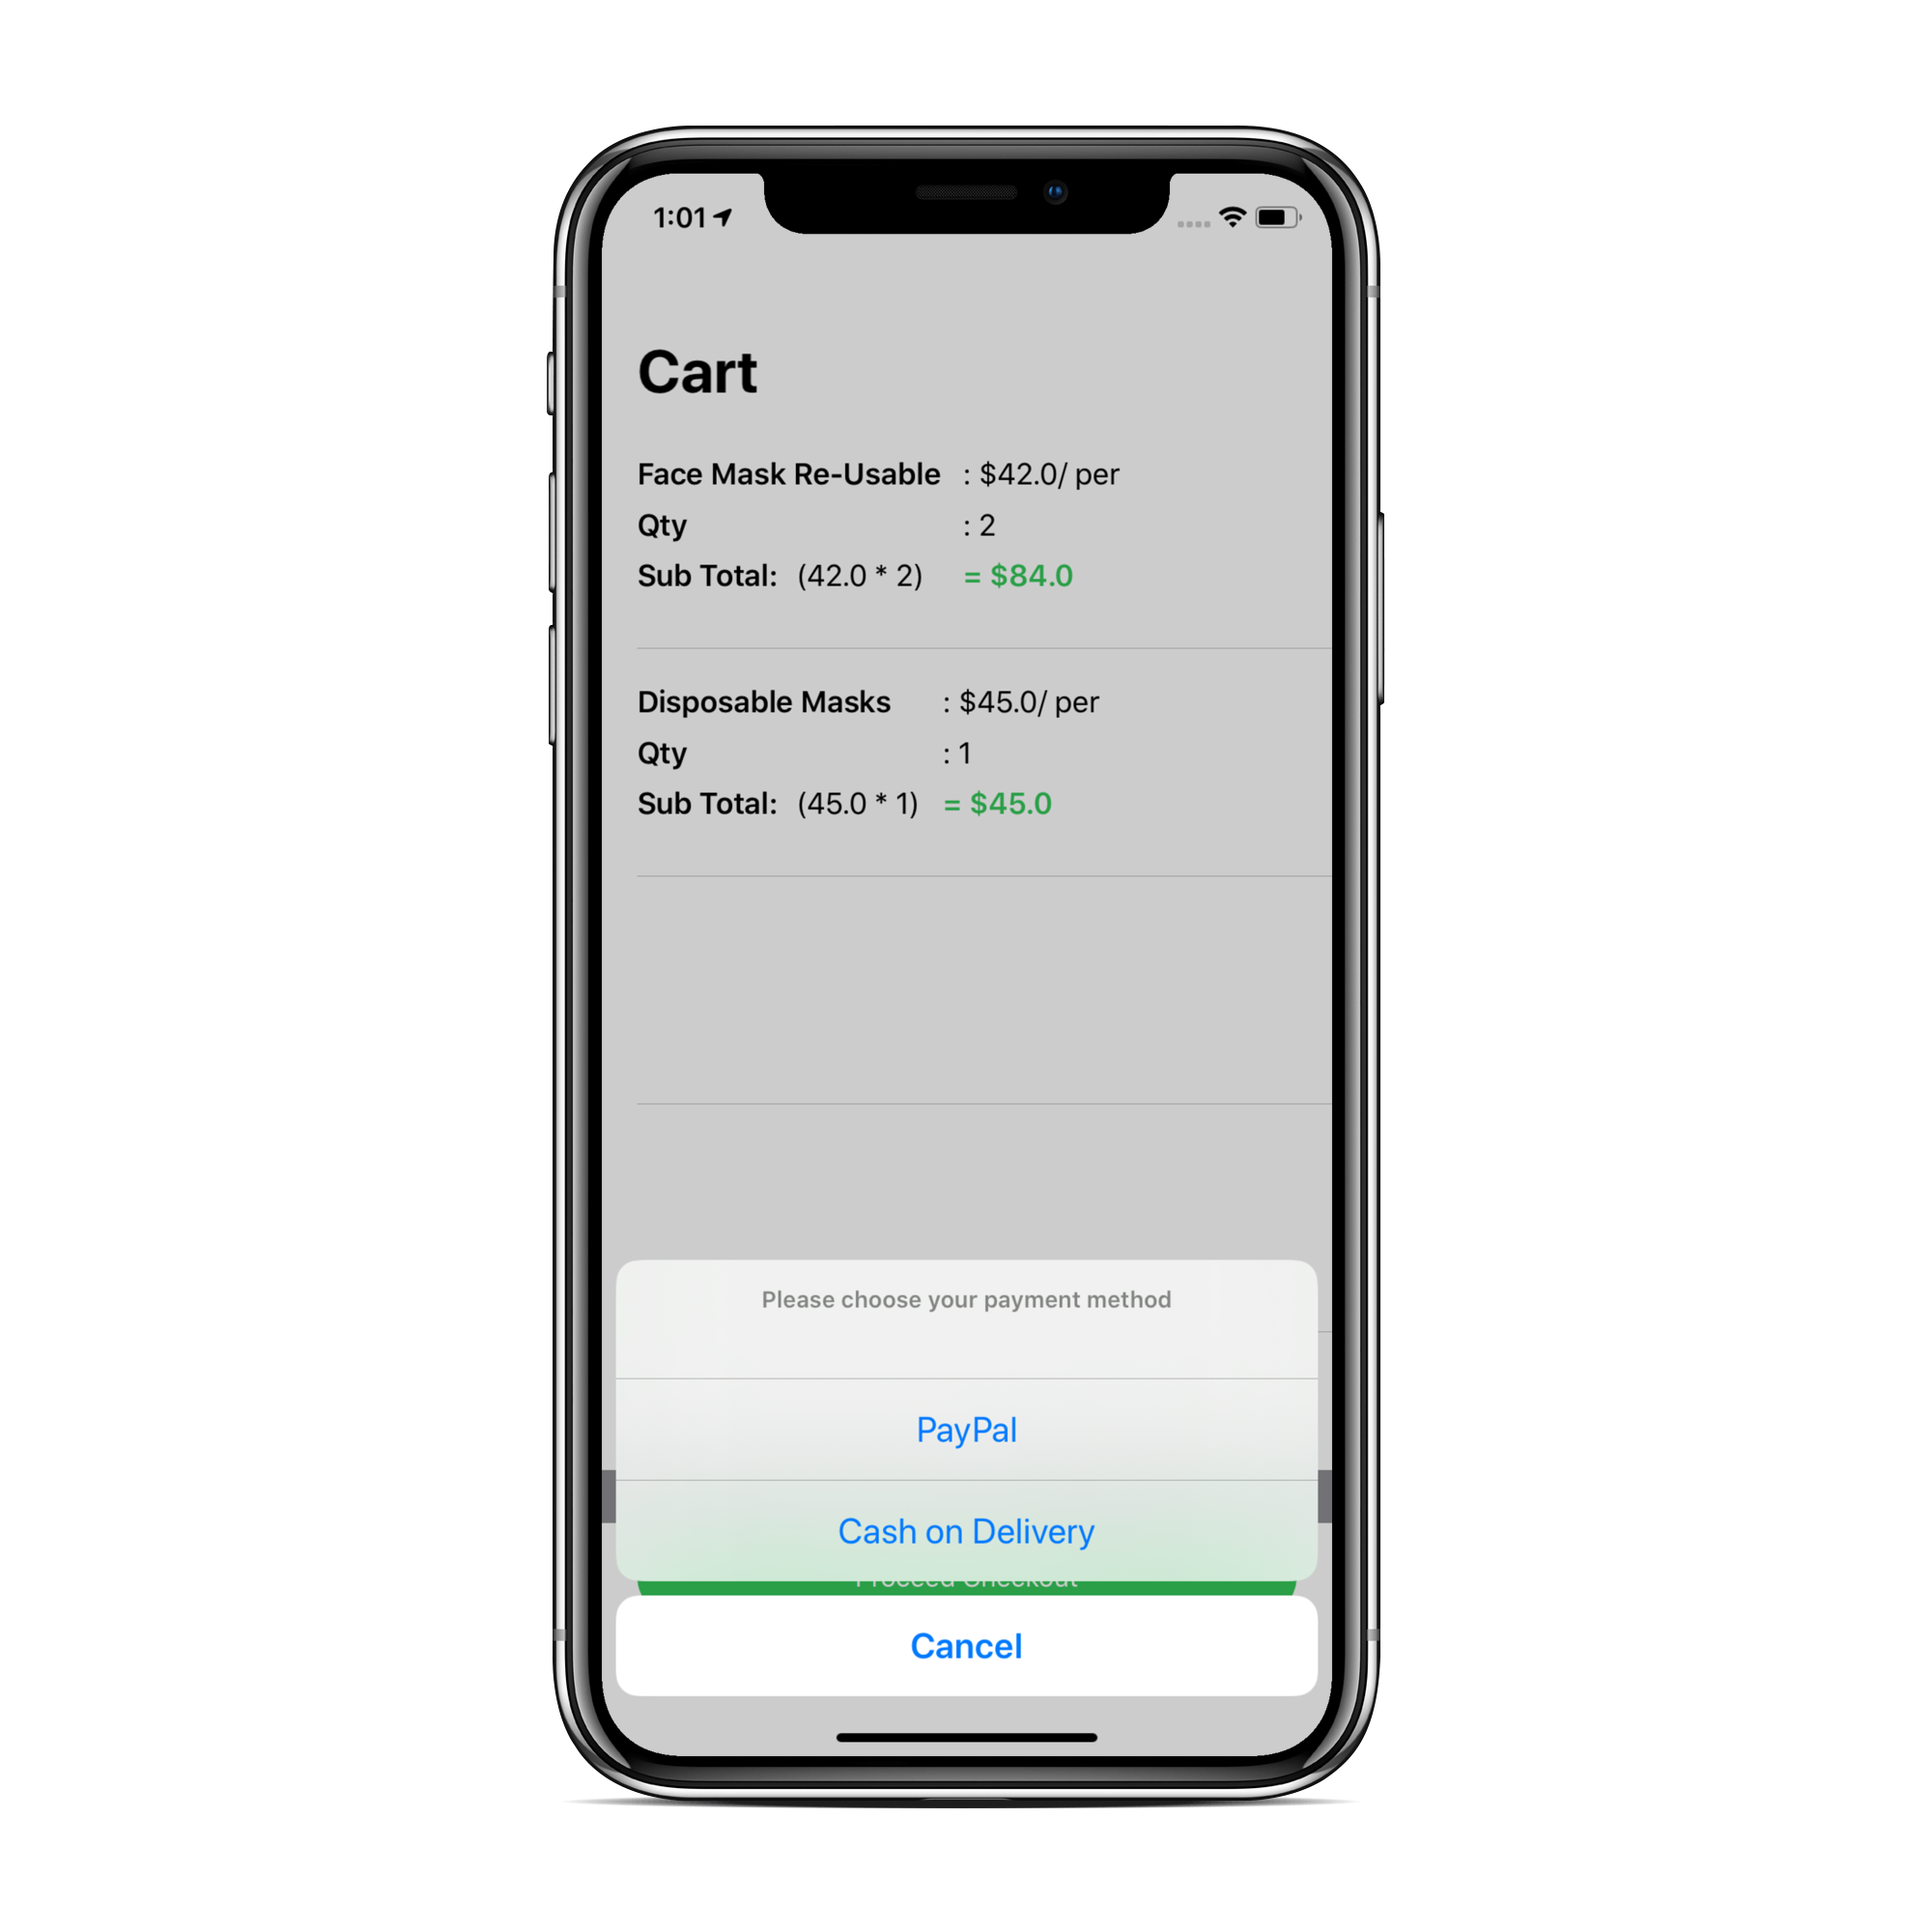 1:01
Cart
Face Mask Re-Usable : $42.0/ per
Qty : 2
Sub Total: (42.0 * 2) = $84.0
Disposable Masks : $45.0/ per
Qty : 1
Sub Total: (45.0 * 1) = $45.0
Please choose your payment method
PayPal
Cash on Delivery
Proceed Checkout
Cancel